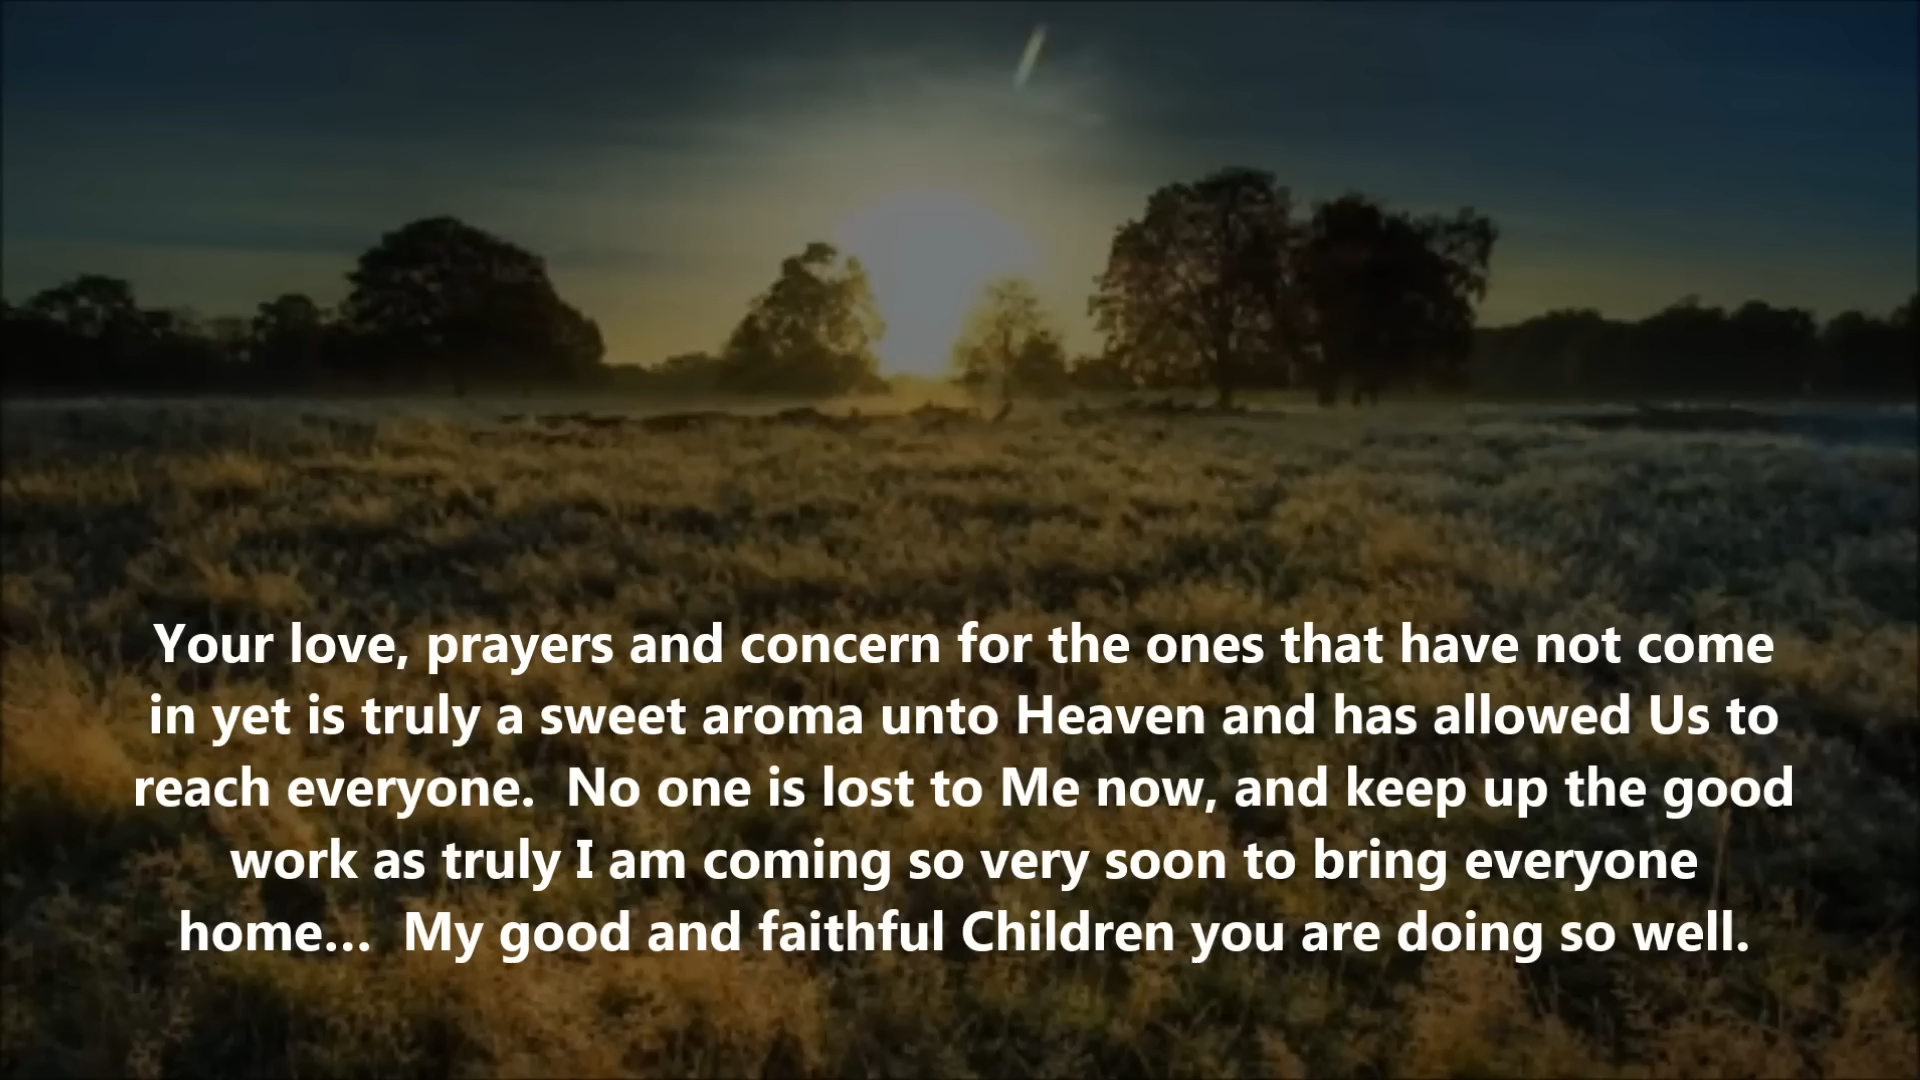 Your love, prayers and concern for the ones that have not come
in yet is truly a sweet aroma unto Heaven and has allowed Us to
reach everyone.  No one is lost to Me now, and keep up the good
work as truly I am coming so very soon to bring everyone
home...  My good and faithful Children you are doing so well.